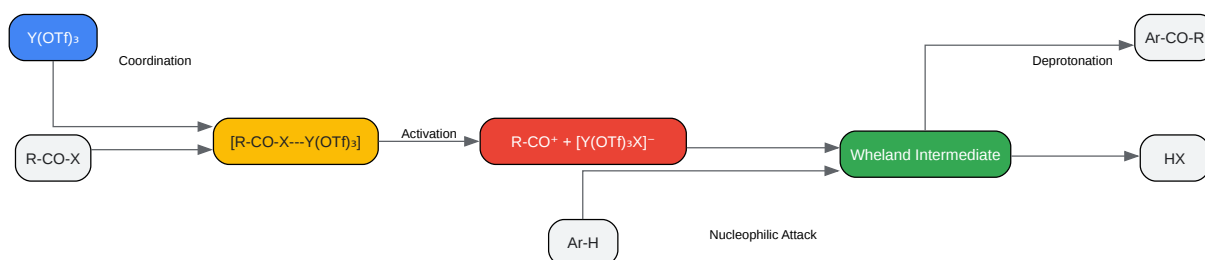 Y(OTf)₃
Coordination
R-CO-X
[R-CO-X---Y(OTf)₃]
Activation
R-CO⁺ + [Y(OTf)₃X]⁻
Ar-H
Nucleophilic Attack
Wheland Intermediate
Deprotonation
Ar-CO-R
HX